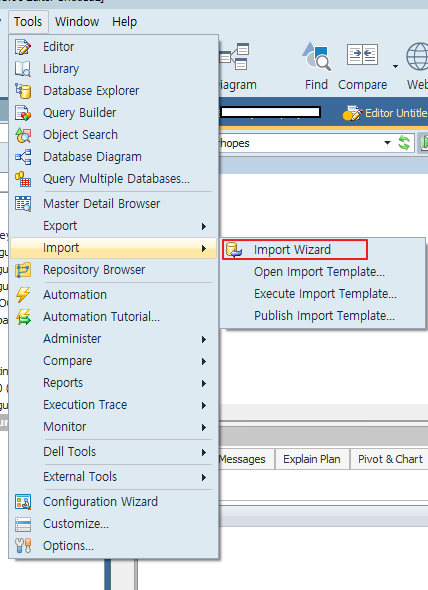 Tools Window Help
Editor
Library
Database Explorer
Query Builder
Object Search
Database Diagram
Query Multiple Databases...
Master Detail Browser
Export
Import
Repository Browser
Automation
Automation Tutorial...
Administer
Compare
Reports
Execution Trace
Monitor
Dell Tools
External Tools
Configuration Wizard
Customize...
Options...
Import Wizard
Open Import Template...
Execute Import Template...
Publish Import Template...
iagram Find Compare Web
Editor Untitle
hopes
Messages Explain Plan Pivot & Chart